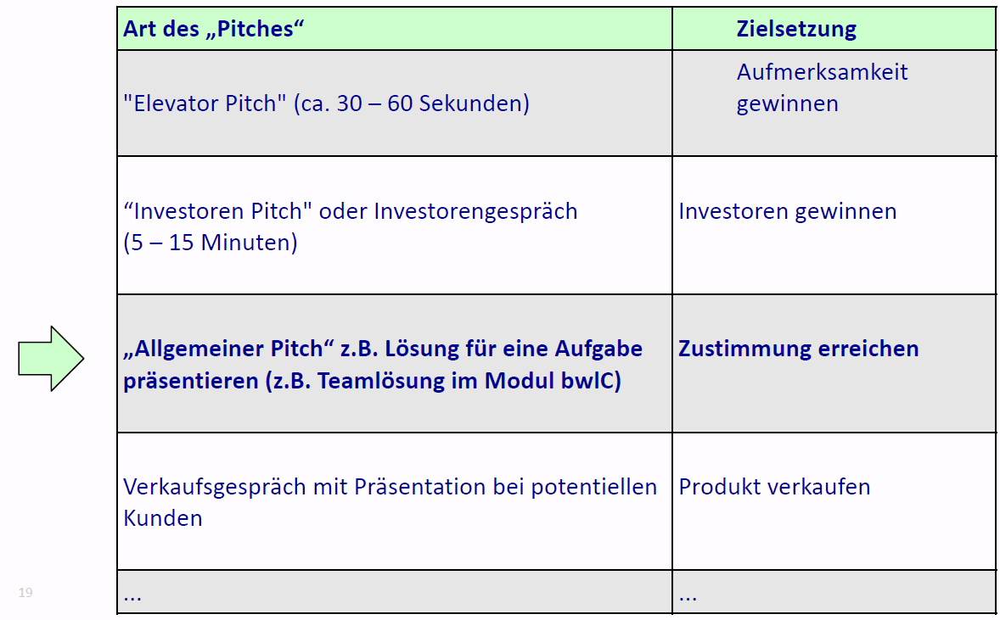 Art des „Pitches“
Zielsetzung
"Elevator Pitch" (ca. 30 – 60 Sekunden)
Aufmerksamkeit
gewinnen
“Investoren Pitch" oder Investorengespräch
(5 – 15 Minuten)
Investoren gewinnen
„Allgemeiner Pitch“ z.B. Lösung für eine Aufgabe
präsentieren (z.B. Teamlösung im Modul bwlC)
Zustimmung erreichen
Verkaufsgespräch mit Präsentation bei potentiellen
Kunden
Produkt verkaufen
...
...
19